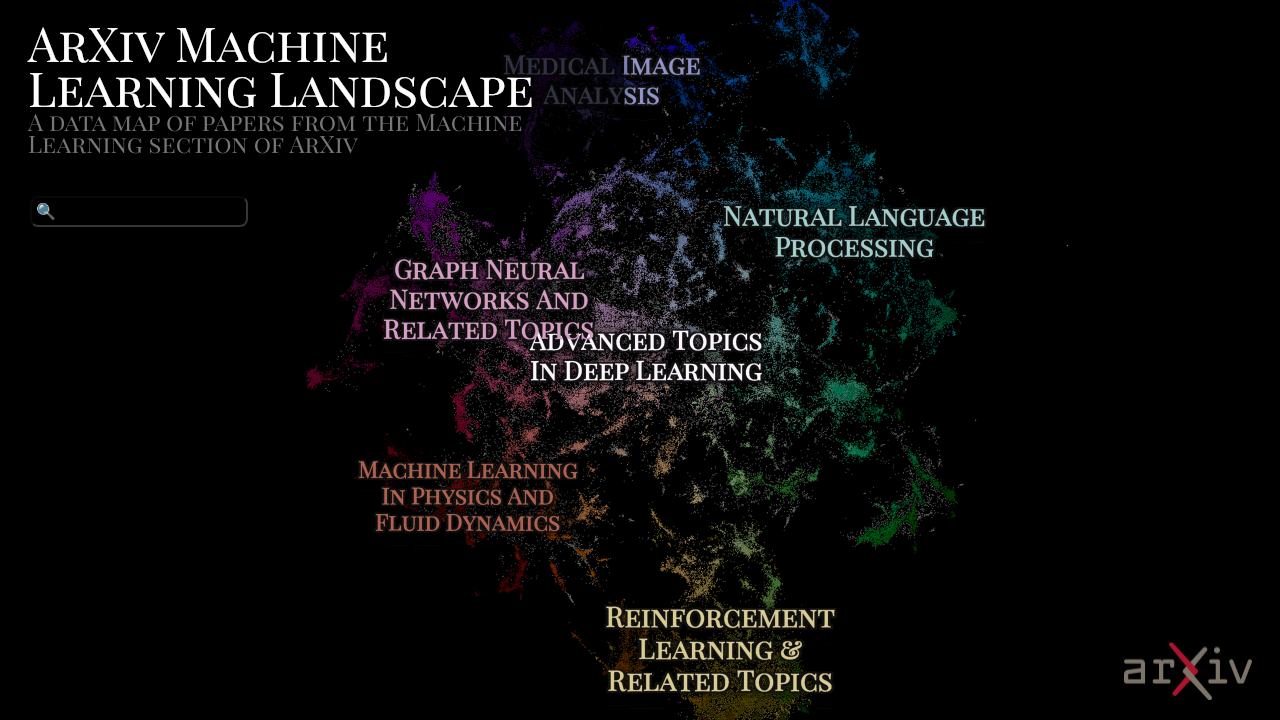 ArXiv Machine
Learning Landscape
A data map of papers from the Machine
Learning section of ArXiv
Medical Image
Analysis
Natural Language
Processing
Graph Neural
Networks And
Related Topics
Advanced Topics
In Deep Learning
Machine Learning
In Physics And
Fluid Dynamics
Reinforcement
Learning &
Related Topics
arXiv